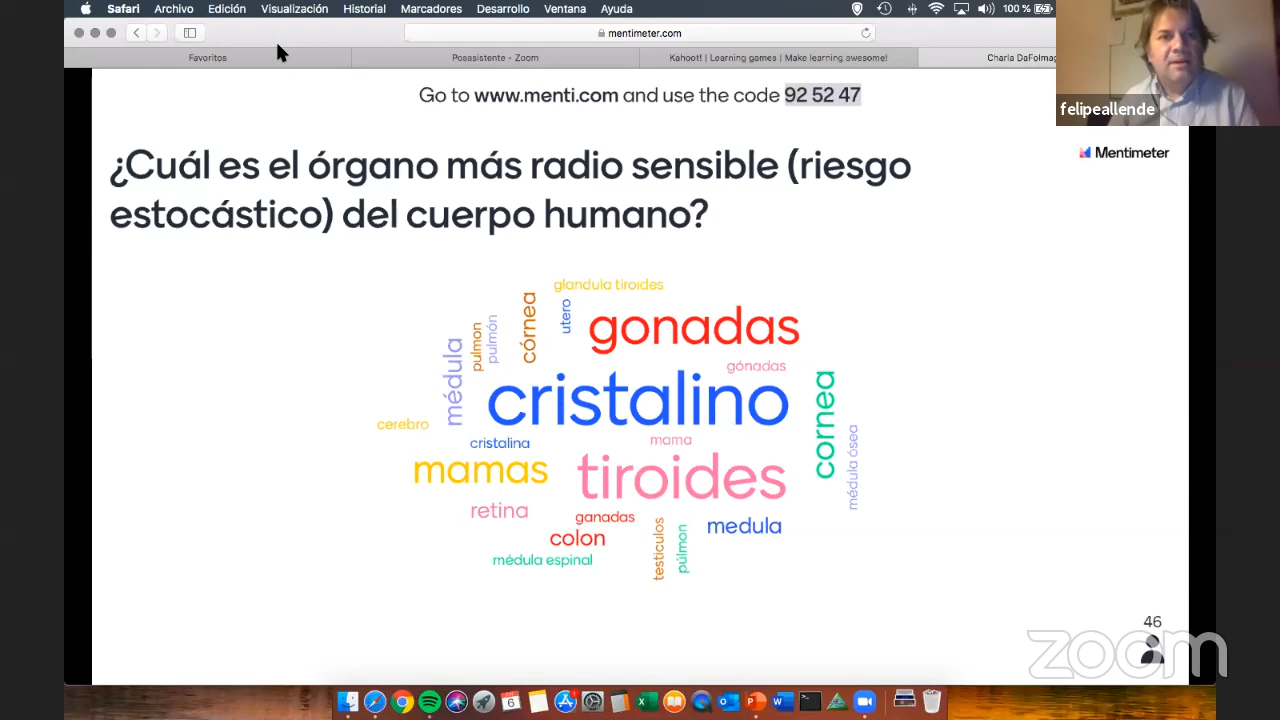 Safari Archivo Edición Visualización Historial Marcadores Desarrollo Ventana Ayuda 100 %
mentimeter.com
Favoritos
Posasistente - Zoom
Kahoot! | Learning games | Make learning awesome!
Charla DaFoImag
felipeallende
Go to www.menti.com and use the code 92 52 47
Mentimeter
¿Cuál es el órgano más radio sensible (riesgo
estocástico) del cuerpo humano?
glandula tiroides
córnea
utero
gonadas
pulmon
pulmón
médula
gónadas
cristalino
cornea
cerebro
cristalina
mama
médula ósea
mamas
tiroides
retina
ganadas
medula
colon
testiculos
púlmon
médula espinal
46
zoom
6